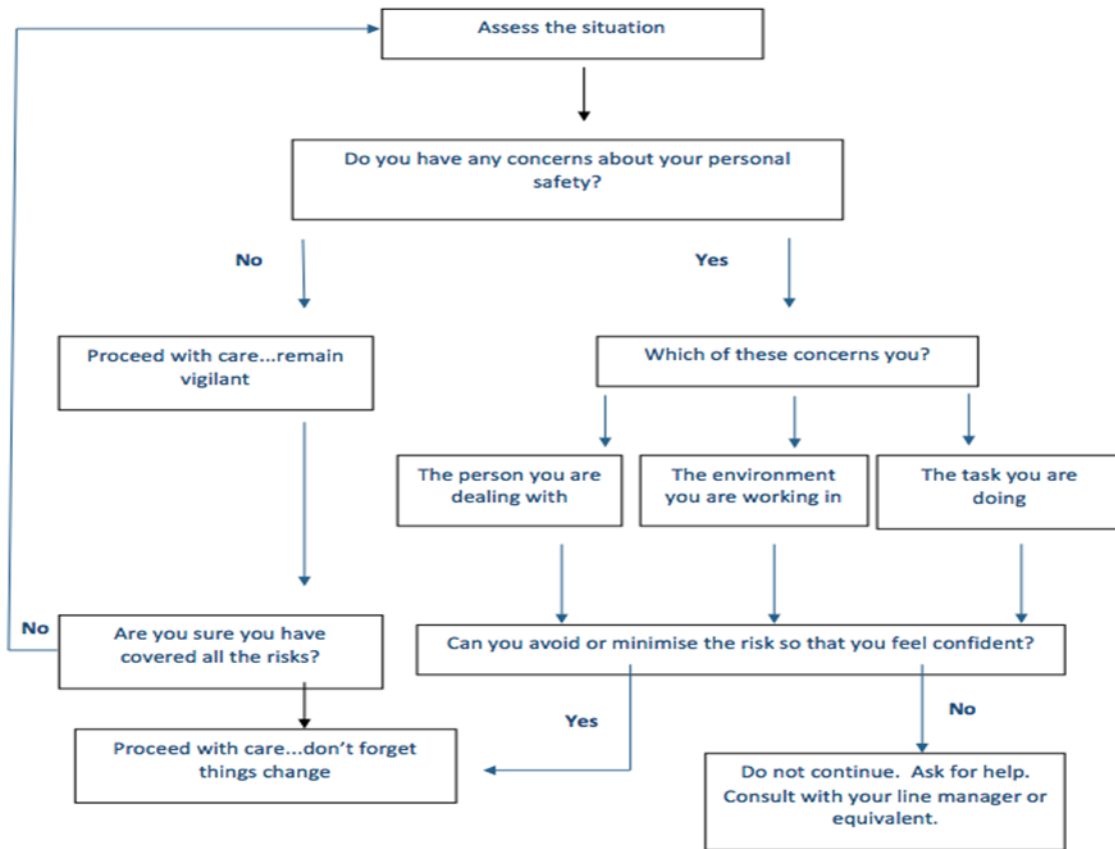 Assess the situation
Do you have any concerns about your personal
safety?
No
Yes
Proceed with care...remain
vigilant
Which of these concerns you?
The person you are
dealing with
The environment
you are working in
The task you are
doing
No
Are you sure you have
covered all the risks?
Can you avoid or minimise the risk so that you feel confident?
Yes
No
Proceed with care...don’t forget
things change
Do not continue.  Ask for help.
Consult with your line manager or
equivalent.